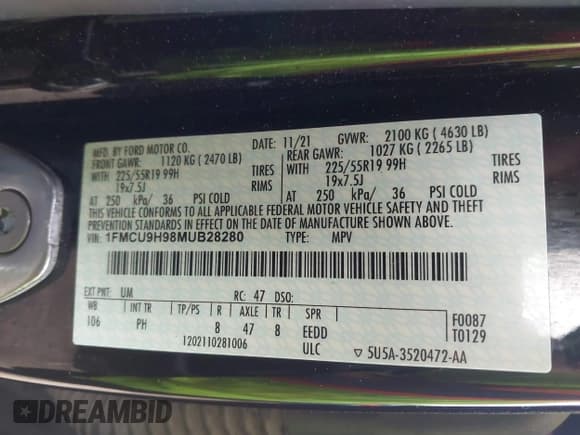 MFD. BY FORD MOTOR CO.
DATE: 11/21 GVWR: 2100 KG ( 4630 LB)
FRONT GAWR: 1120 KG ( 2470 LB)
REAR GAWR: 1027 KG ( 2265 LB)
WITH 225/55R19 99H TIRES
19x7.5J RIMS
AT 250 kPa/ 36 PSI COLD
WITH 225/55R19 99H TIRES
19x7.5J RIMS
AT 250 kPa/ 36 PSI COLD
THIS VEHICLE CONFORMS TO ALL APPLICABLE FEDERAL MOTOR VEHICLE SAFETY AND THEFT
PREVENTION STANDARDS IN EFFECT ON THE DATE OF MANUFACTURE SHOWN ABOVE.
VIN: 1FMCU9H98MUB28280 TYPE: MPV
EXT PNT: UM RC: 47 DSO:
WB INT TR TP/PS R AXLE TR SPR
106 PH 8 47 8 EEDD
F0087
T0129
1202110281006 ULC 5U5A-3520472-AA
DREAMBID